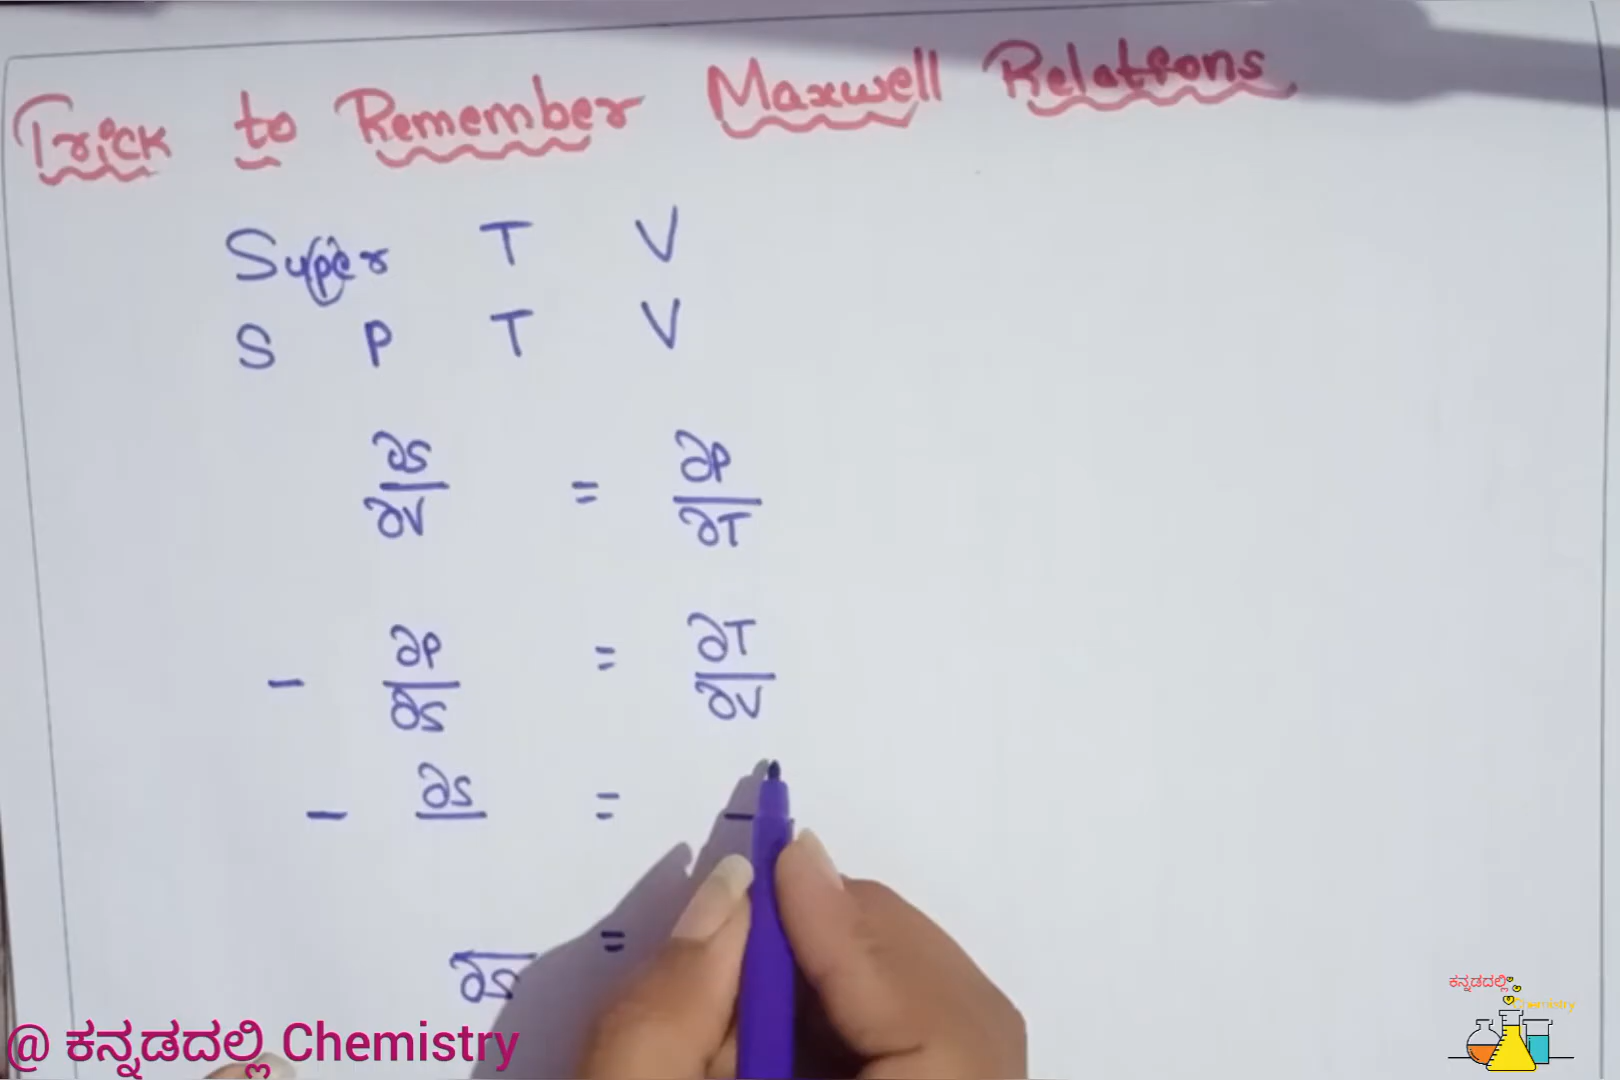 Trick to Remember Maxwell Relations
Super T V
S P T V
∂S/∂V = ∂P/∂T
- ∂P/∂S = ∂T/∂V
- ∂S/ =
= /∂S
@ ಕನ್ನಡದಲ್ಲಿ Chemistry
ಕನ್ನಡದಲ್ಲಿ
Chemistry